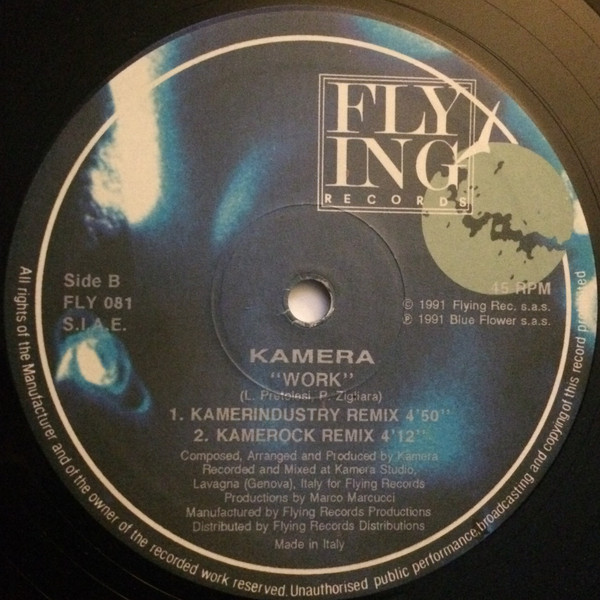 FLY
ING
RECORDS
Side B
FLY 081
S.I.A.E.
45 RPM
© 1991 Flying Rec. s.a.s.
℗ 1991 Blue Flower s.a.s.
KAMERA
"WORK"
(L. Pretolesi, P. Zigliara)
1. KAMERINDUSTRY REMIX 4'50"
2. KAMEROCK REMIX 4'12"
Composed, Arranged and Produced by Kamera
Recorded and Mixed at Kamera Studio,
Lavagna (Genova), Italy for Flying Records
Productions by Marco Marcucci
Manufactured by Flying Records Productions
Distributed by Flying Records Distributions
Made in Italy
All rights of the Manufacturer and of the owner of the recorded work reserved. Unauthorised public performance, broadcasting and copying of this record prohibited